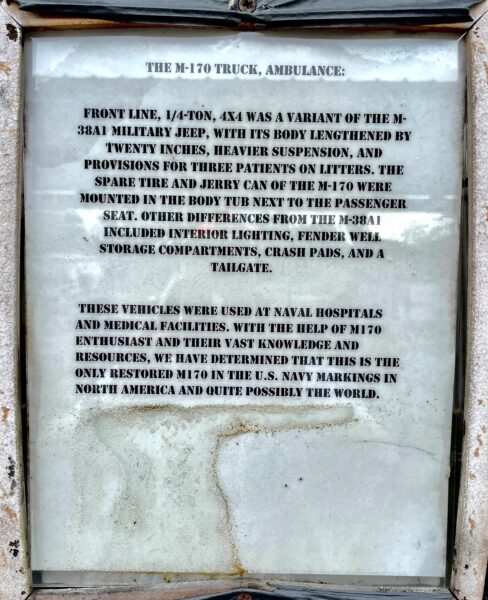 THE M-170 TRUCK, AMBULANCE:
FRONT LINE, 1/4-TON, 4X4 WAS A VARIANT OF THE M-
38A1 MILITARY JEEP, WITH ITS BODY LENGTHENED BY
TWENTY INCHES, HEAVIER SUSPENSION, AND
PROVISIONS FOR THREE PATIENTS ON LITTERS. THE
SPARE TIRE AND JERRY CAN OF THE M-170 WERE
MOUNTED IN THE BODY TUB NEXT TO THE PASSENGER
SEAT. OTHER DIFFERENCES FROM THE M-38A1
INCLUDED INTERIOR LIGHTING, FENDER WELL
STORAGE COMPARTMENTS, CRASH PADS, AND A
TAILGATE.
THESE VEHICLES WERE USED AT NAVAL HOSPITALS
AND MEDICAL FACILITIES. WITH THE HELP OF M170
ENTHUSIAST AND THEIR VAST KNOWLEDGE AND
RESOURCES, WE HAVE DETERMINED THAT THIS IS THE
ONLY RESTORED M170 IN THE U.S. NAVY MARKINGS IN
NORTH AMERICA AND QUITE POSSIBLY THE WORLD.